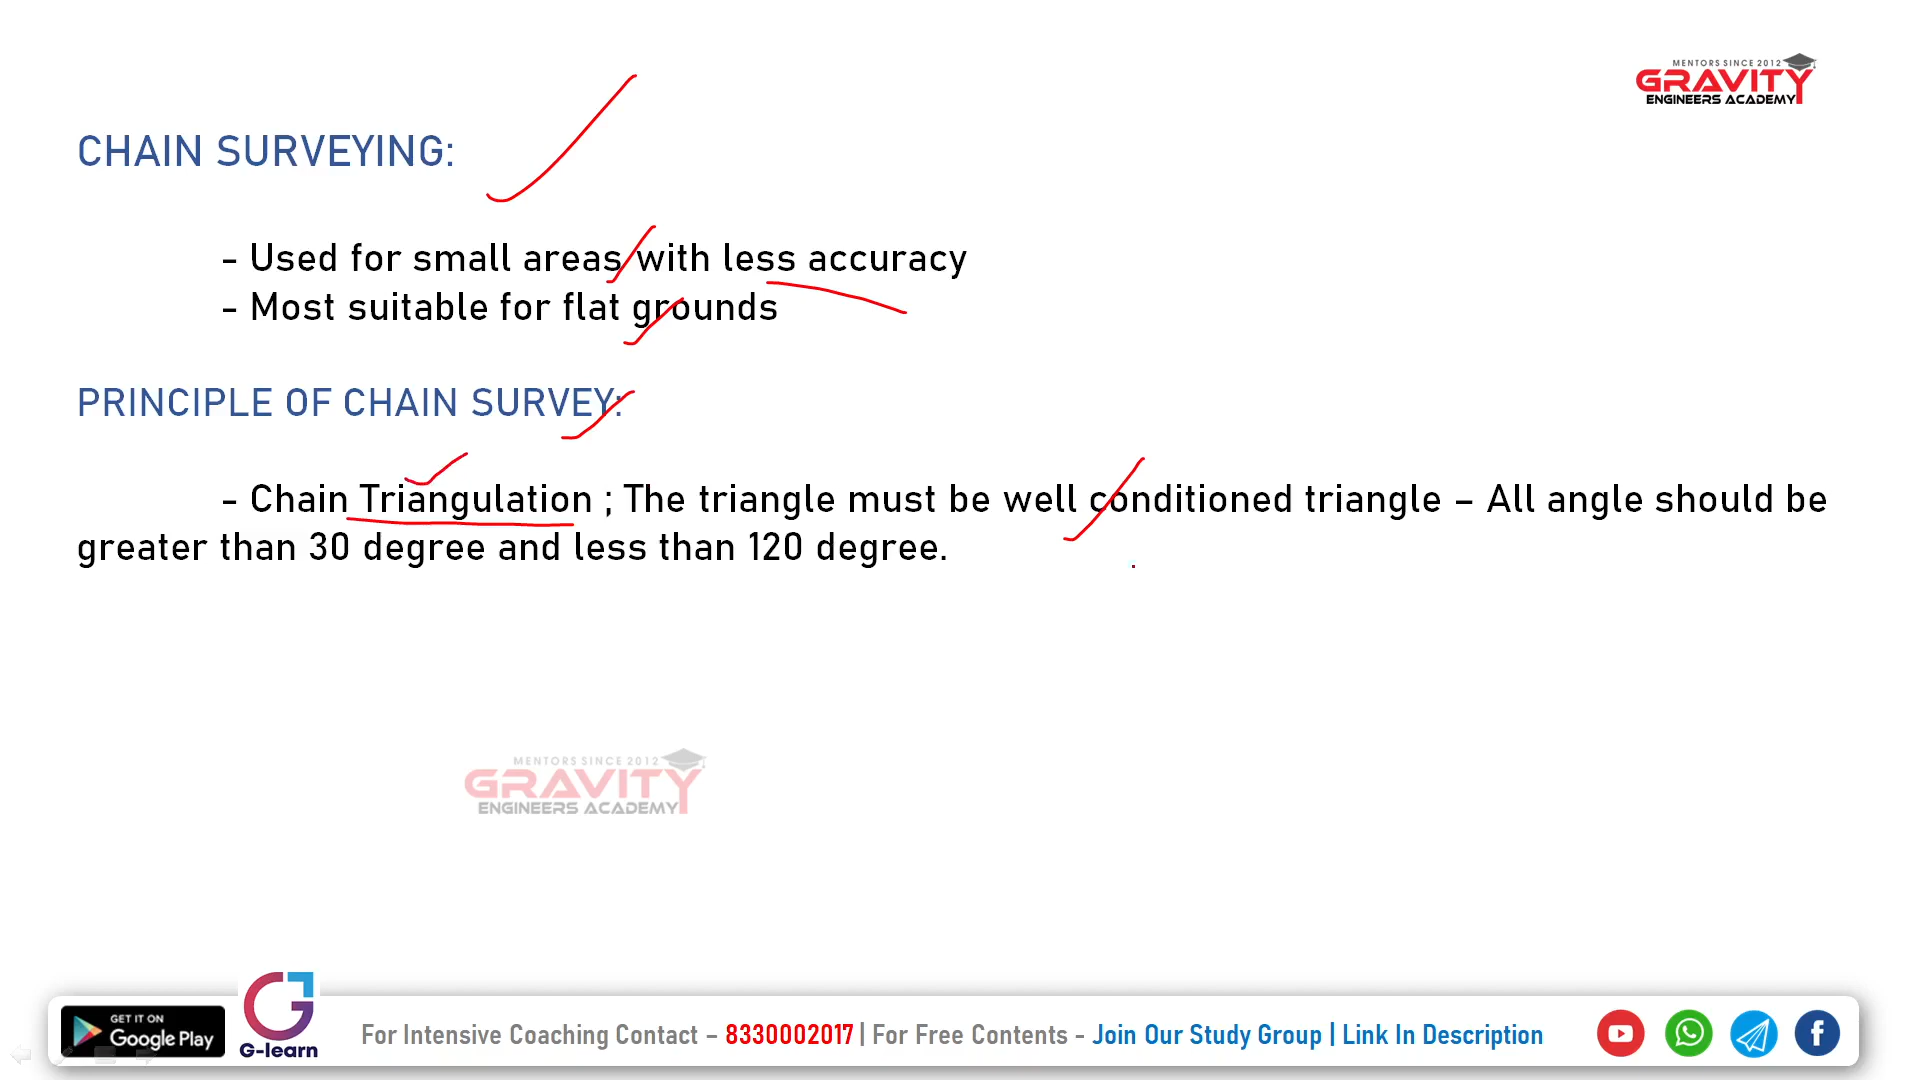 MENTORS SINCE 2012
GRAVITY
ENGINEERS ACADEMY
CHAIN SURVEYING:
- Used for small areas with less accuracy
- Most suitable for flat grounds
PRINCIPLE OF CHAIN SURVEY:
- Chain Triangulation ; The triangle must be well conditioned triangle – All angle should be
greater than 30 degree and less than 120 degree.
MENTORS SINCE 2012
GRAVITY
ENGINEERS ACADEMY
GET IT ON
Google Play
G-learn
For Intensive Coaching Contact – 8330002017 | For Free Contents - Join Our Study Group | Link In Description